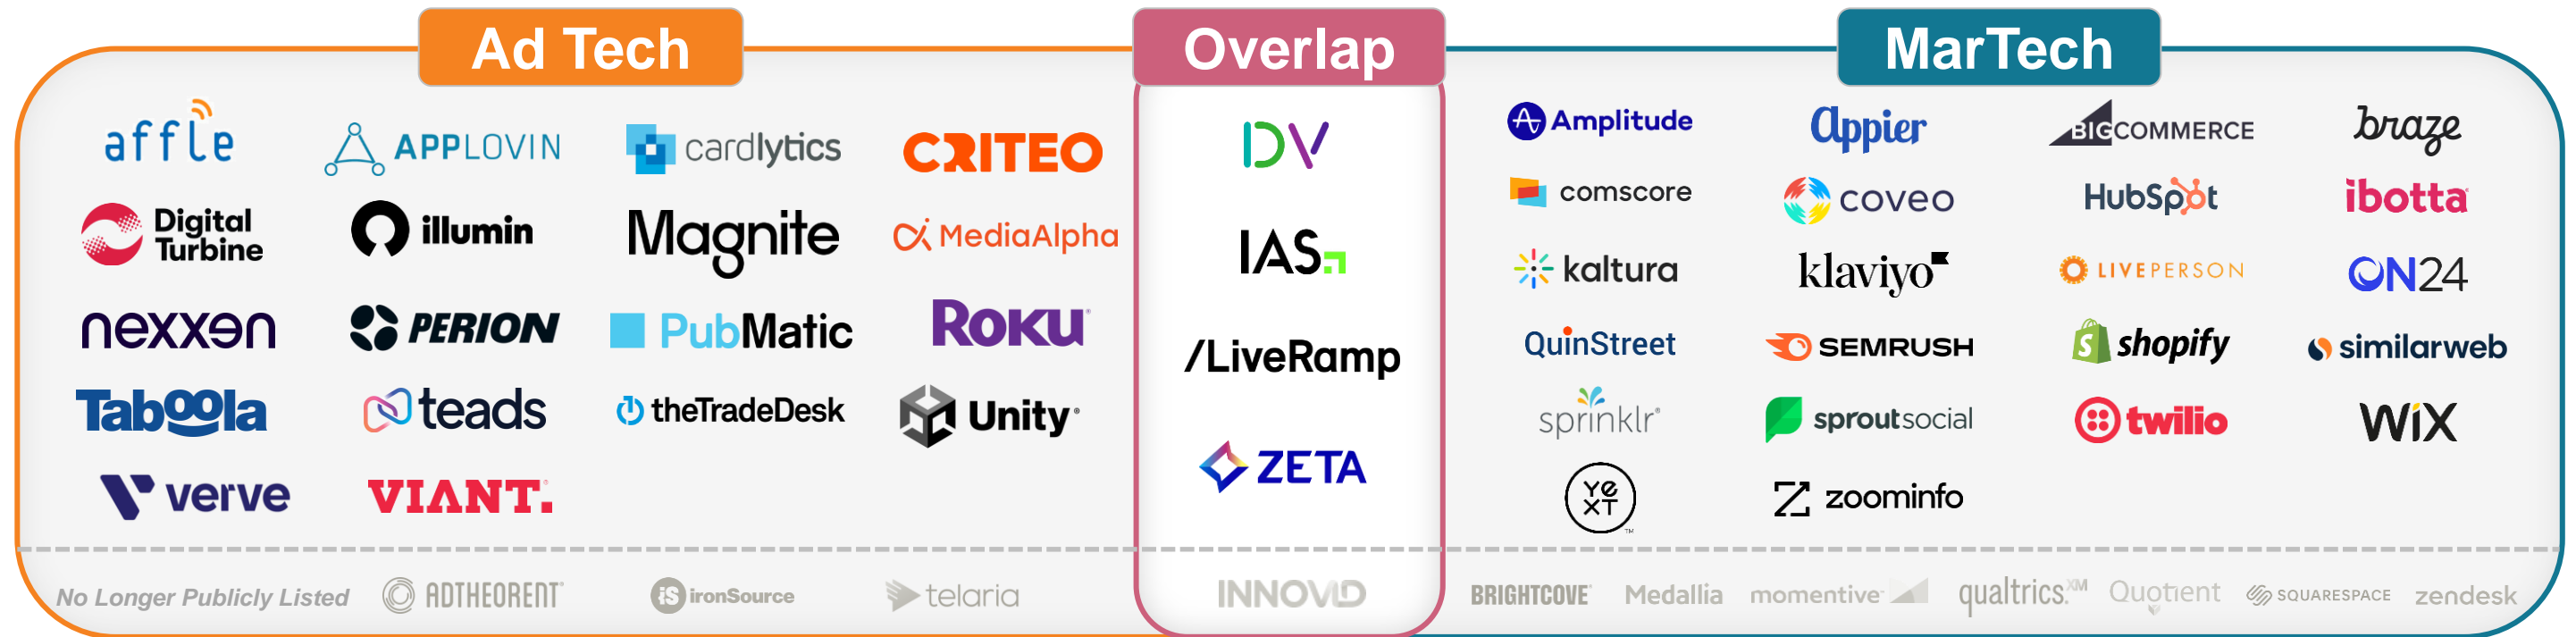 Ad Tech
Overlap
MarTech
affle
APPLOVIN
cardlytics
CRITEO
Digital
Turbine
illumin
Magnite
MediaAlpha
nexxen
PERION
PubMatic
ROKU
Taboola
teads
theTradeDesk
Unity
verve
VIANT.
DV
IAS
/LiveRamp
ZETA
Amplitude
appier
BIGCOMMERCE
braze
comscore
coveo
HubSpot
ibotta
kaltura
klaviyo
LIVEPERSON
ON24
QuinStreet
SEMRUSH
shopify
similarweb
sprinklr
sproutsocial
twilio
WiX
YEXT
zoominfo
No Longer Publicly Listed
ADTHEORENT
iS ironSource
telaria
INNOVID
BRIGHTCOVE
Medallia
momentive
qualtrics.XM
Quotient
SQUARESPACE
zendesk